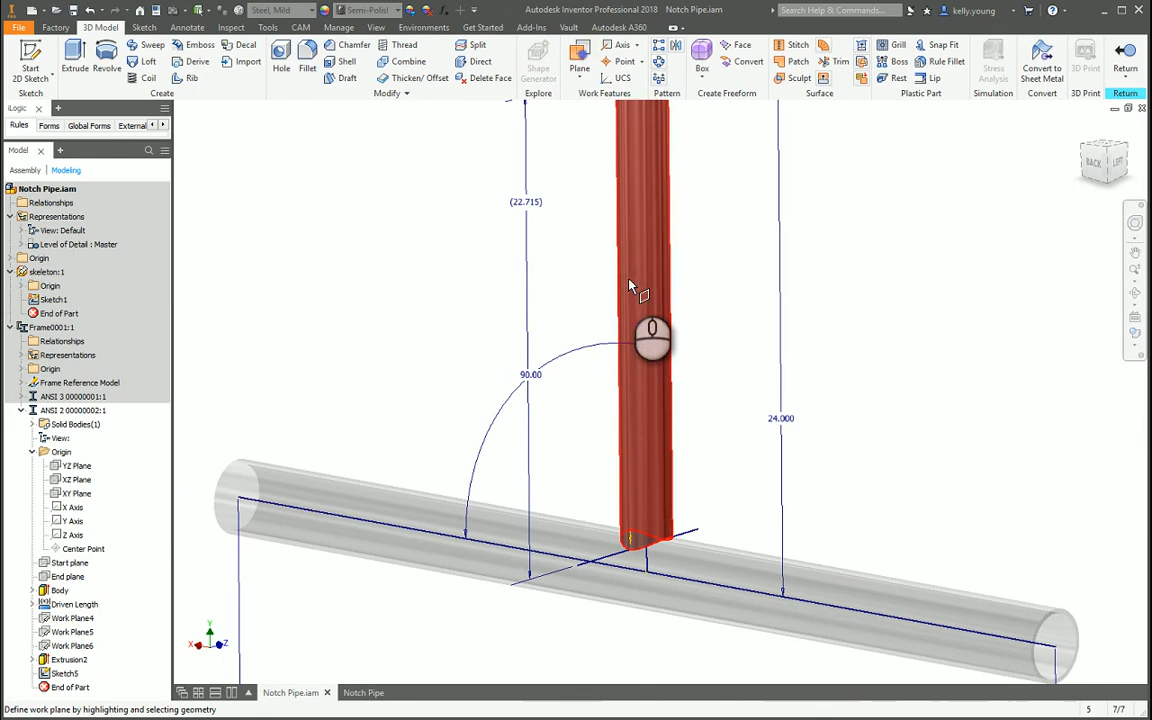 Steel, Mild
Semi-Polish
Autodesk Inventor Professional 2018 Notch Pipe.iam
Search Help & Commands...
kelly.young
File Factory 3D Model Sketch Annotate Inspect Tools CAM Manage View Environments Get Started Add-Ins Vault Autodesk A360
Start
2D Sketch
Sketch
Extrude
Revolve
Sweep
Loft
Coil
Emboss
Derive
Rib
Decal
Import
Create
Hole
Fillet
Chamfer
Shell
Draft
Thread
Combine
Thicken/ Offset
Split
Direct
Delete Face
Modify
Shape
Generator
Explore
Plane
Axis
Point
UCS
Work Features
Pattern
Box
Face
Convert
Create Freeform
Stitch
Patch
Sculpt
Trim
Surface
Grill
Boss
Rest
Snap Fit
Rule Fillet
Lip
Plastic Part
Stress
Analysis
Simulation
Convert to
Sheet Metal
Convert
3D Print
3D Print
Return
Return
iLogic
Rules Forms Global Forms External
Model
Assembly Modeling
Notch Pipe.iam
Relationships
Representations
View: Default
Level of Detail : Master
Origin
skeleton:1
Origin
Sketch1
End of Part
Frame0001:1
Relationships
Representations
Origin
Frame Reference Model
ANSI 3 00000001:1
ANSI 2 00000002:1
Solid Bodies(1)
View:
Origin
YZ Plane
XZ Plane
XY Plane
X Axis
Y Axis
Z Axis
Center Point
Start plane
End plane
Body
Driven Length
Work Plane4
Work Plane5
Work Plane6
Extrusion2
Sketch5
End of Part
(22.715)
90.00
24.000
BACK
LEFT
Y
X
Z
Notch Pipe.iam
Notch Pipe
Define work plane by highlighting and selecting geometry
5 7/7